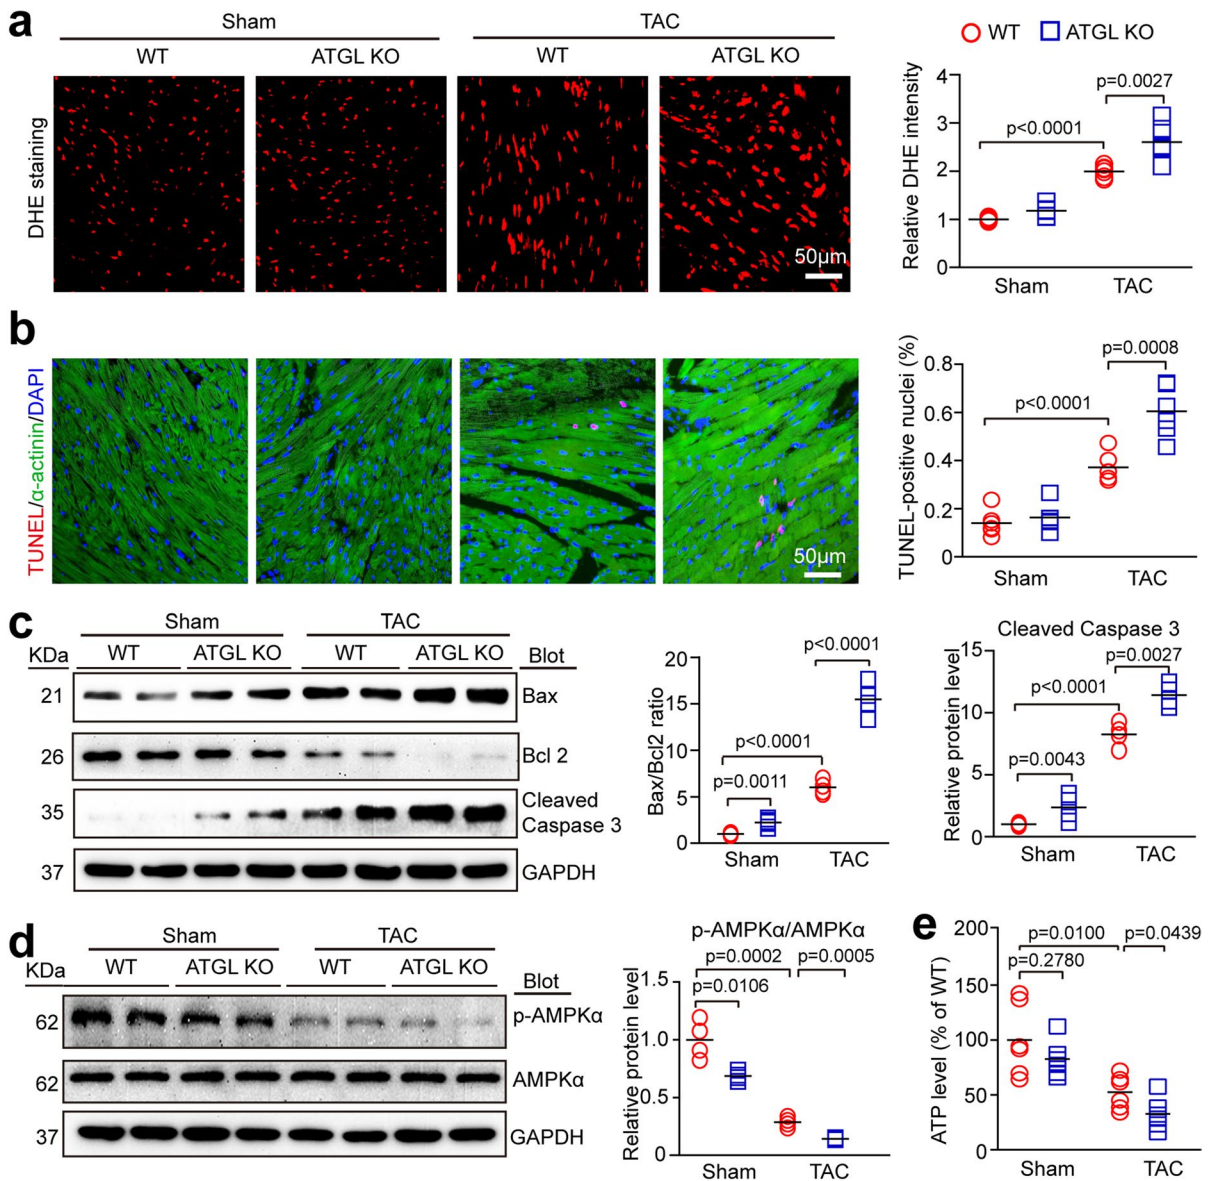 a
Sham
TAC
WT
ATGL KO
WT
ATGL KO
DHE staining
50μm
WT
ATGL KO
Relative DHE intensity
4
3
2
1
0
p<0.0001
p=0.0027
Sham
TAC
b
TUNEL/α-actinin/DAPI
50μm
TUNEL-positive nuclei (%)
0.8
0.6
0.4
0.2
0
p<0.0001
p=0.0008
Sham
TAC
c
Sham
TAC
KDa
WT
ATGL KO
WT
ATGL KO
Blot
21
Bax
26
Bcl 2
35
Cleaved
Caspase 3
37
GAPDH
Bax/Bcl2 ratio
20
15
10
5
0
p<0.0001
p<0.0001
p=0.0011
Sham
TAC
Cleaved Caspase 3
Relative protein level
15
10
5
0
p=0.0027
p<0.0001
p=0.0043
Sham
TAC
d
Sham
TAC
KDa
WT
ATGL KO
WT
ATGL KO
Blot
62
p-AMPKα
62
AMPKα
37
GAPDH
p-AMPKα/AMPKα
Relative protein level
1.5
1.0
0.5
0
p=0.0002
p=0.0005
p=0.0106
Sham
TAC
e
ATP level (% of WT)
200
150
100
50
0
p=0.0100
p=0.0439
p=0.2780
Sham
TAC